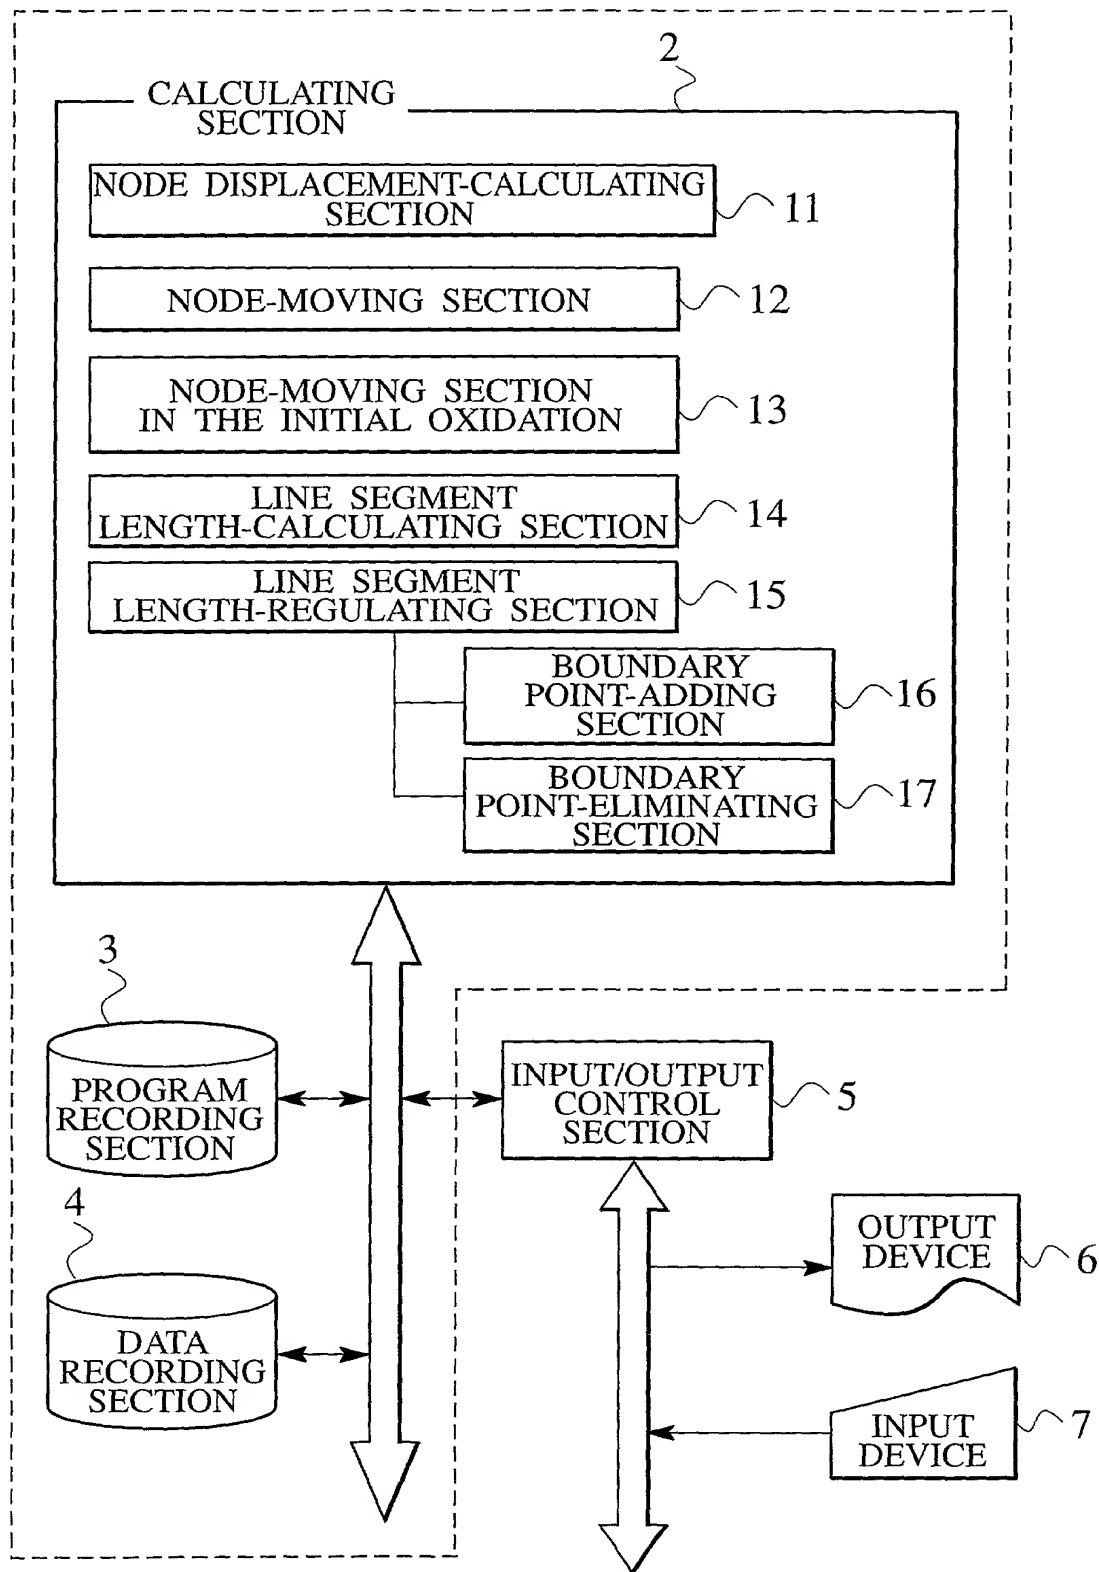 2
CALCULATING
SECTION
NODE DISPLACEMENT-CALCULATING
SECTION
11
NODE-MOVING SECTION
12
NODE-MOVING SECTION
IN THE INITIAL OXIDATION
13
LINE SEGMENT
LENGTH-CALCULATING SECTION
14
LINE SEGMENT
LENGTH-REGULATING SECTION
15
BOUNDARY
POINT-ADDING
SECTION
16
BOUNDARY
POINT-ELIMINATING
SECTION
17
3
PROGRAM
RECORDING
SECTION
INPUT/OUTPUT
CONTROL
SECTION
5
4
DATA
RECORDING
SECTION
OUTPUT
DEVICE
6
INPUT
DEVICE
7